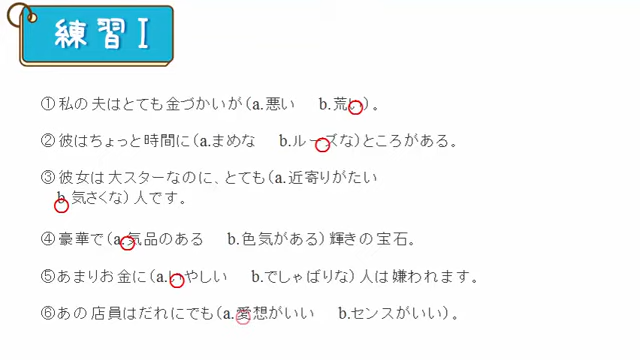 練習Ⅰ
①私の夫はとても金づかいが(a.悪い b.荒い)。
②彼はちょっと時間に(a.まめな b.ルーズな)ところがある。
③彼女は大スターなのに、とても(a.近寄りがたい
b.気さくな)人です。
④豪華で(a.気品のある b.色気がある)輝きの宝石。
⑤あまりお金に(a.いやしい b.でしゃばりな)人は嫌われます。
⑥あの店員はだれにでも(a.愛想がいい b.センスがいい)。